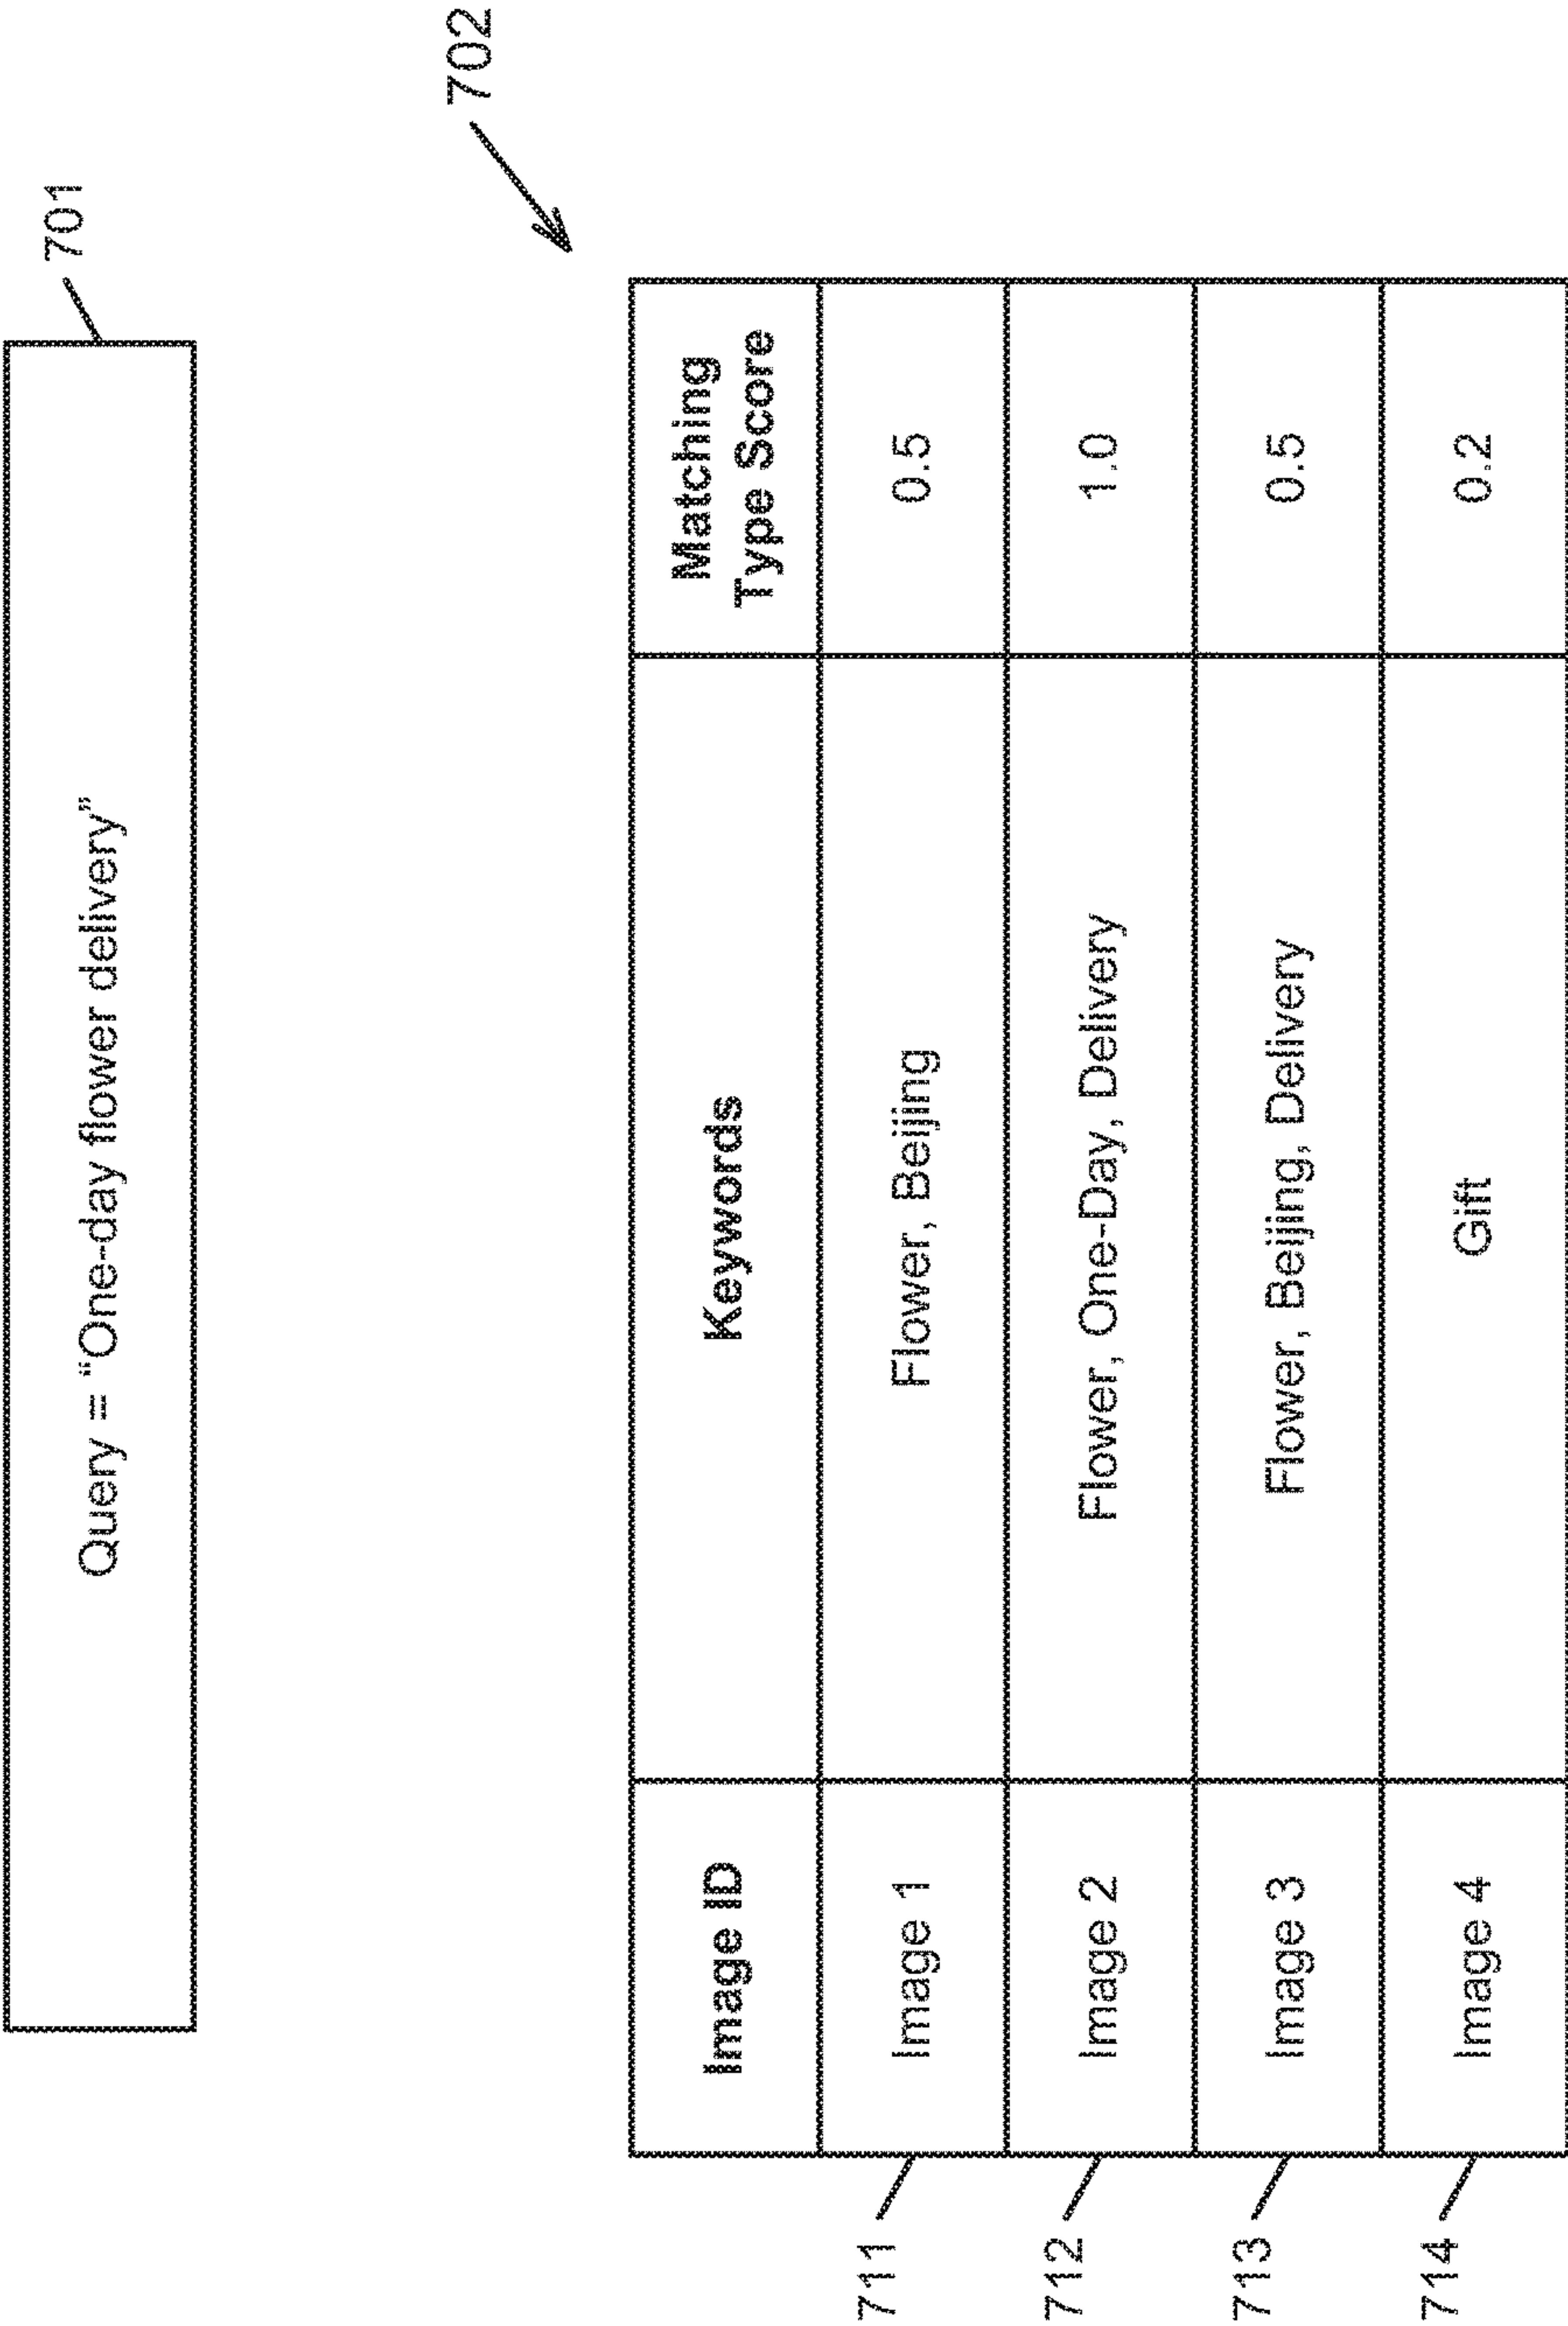 Query = “One-day flower delivery”
701
702
Image ID Keywords Matching
Type Score
711 Image 1 Flower, Beijing 0.5
712 Image 2 Flower, One-Day, Delivery 1.0
713 Image 3 Flower, Beijing, Delivery 0.5
714 Image 4 Gift 0.2